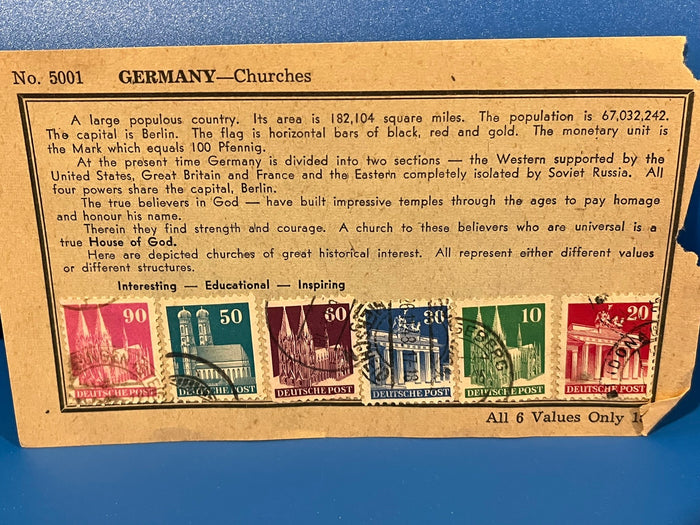 No. 5001 GERMANY—Churches
A large populous country. Its area is 182,104 square miles. The population is 67,032,242.
The capital is Berlin. The flag is horizontal bars of black, red and gold. The monetary unit is
the Mark which equals 100 Pfennig.
At the present time Germany is divided into two sections — the Western supported by the
United States, Great Britain and France and the Eastern completely isolated by Soviet Russia. All
four powers share the capital, Berlin.
The true believers in God — have built impressive temples through the ages to pay homage
and honour his name.
Therein they find strength and courage. A church to these believers who are universal is a
true House of God.
Here are depicted churches of great historical interest. All represent either different values
or different structures.
Interesting — Educational — Inspiring
90 50 60 30 10 20
DEUTSCHE POST DEUTSCHE POST DEUTSCHE POST DEUTSCHE POST DEUTSCHE POST DEUTSCHE POST
All 6 Values Only